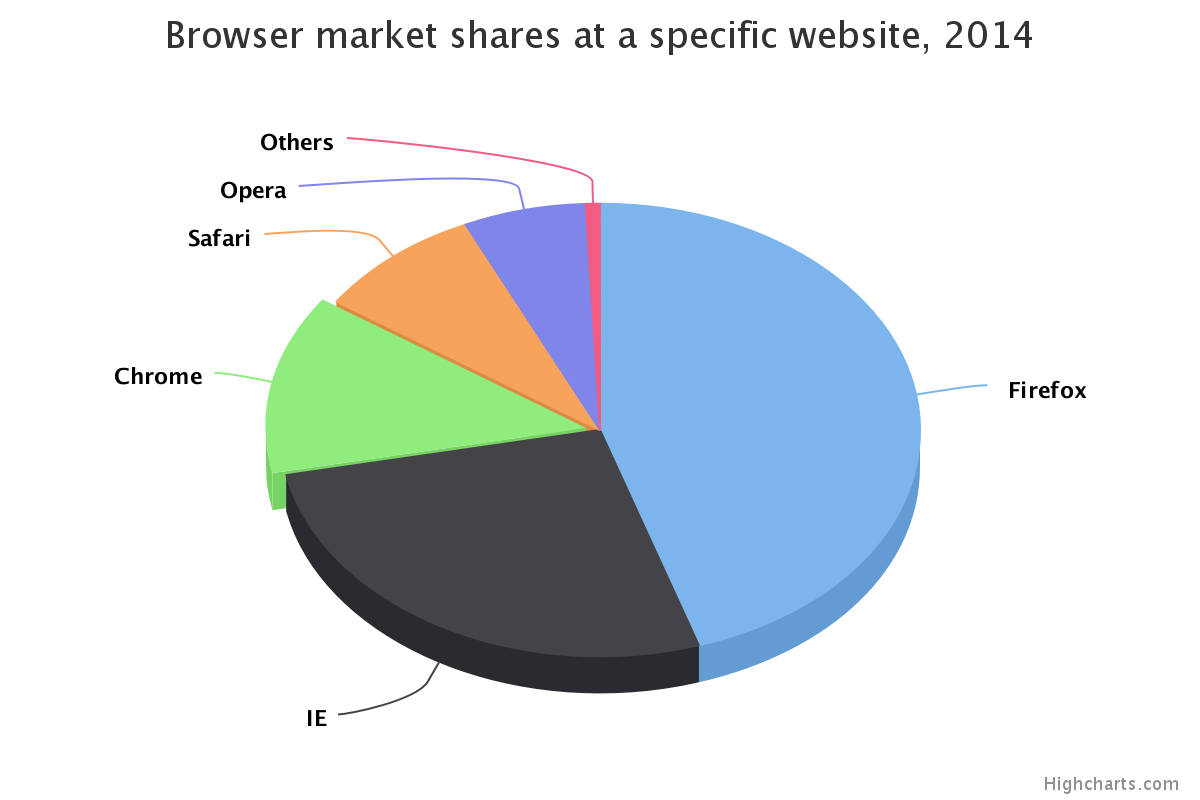 Browser market shares at a specific website, 2014
Others
Opera
Safari
Chrome
Firefox
IE
Highcharts.com